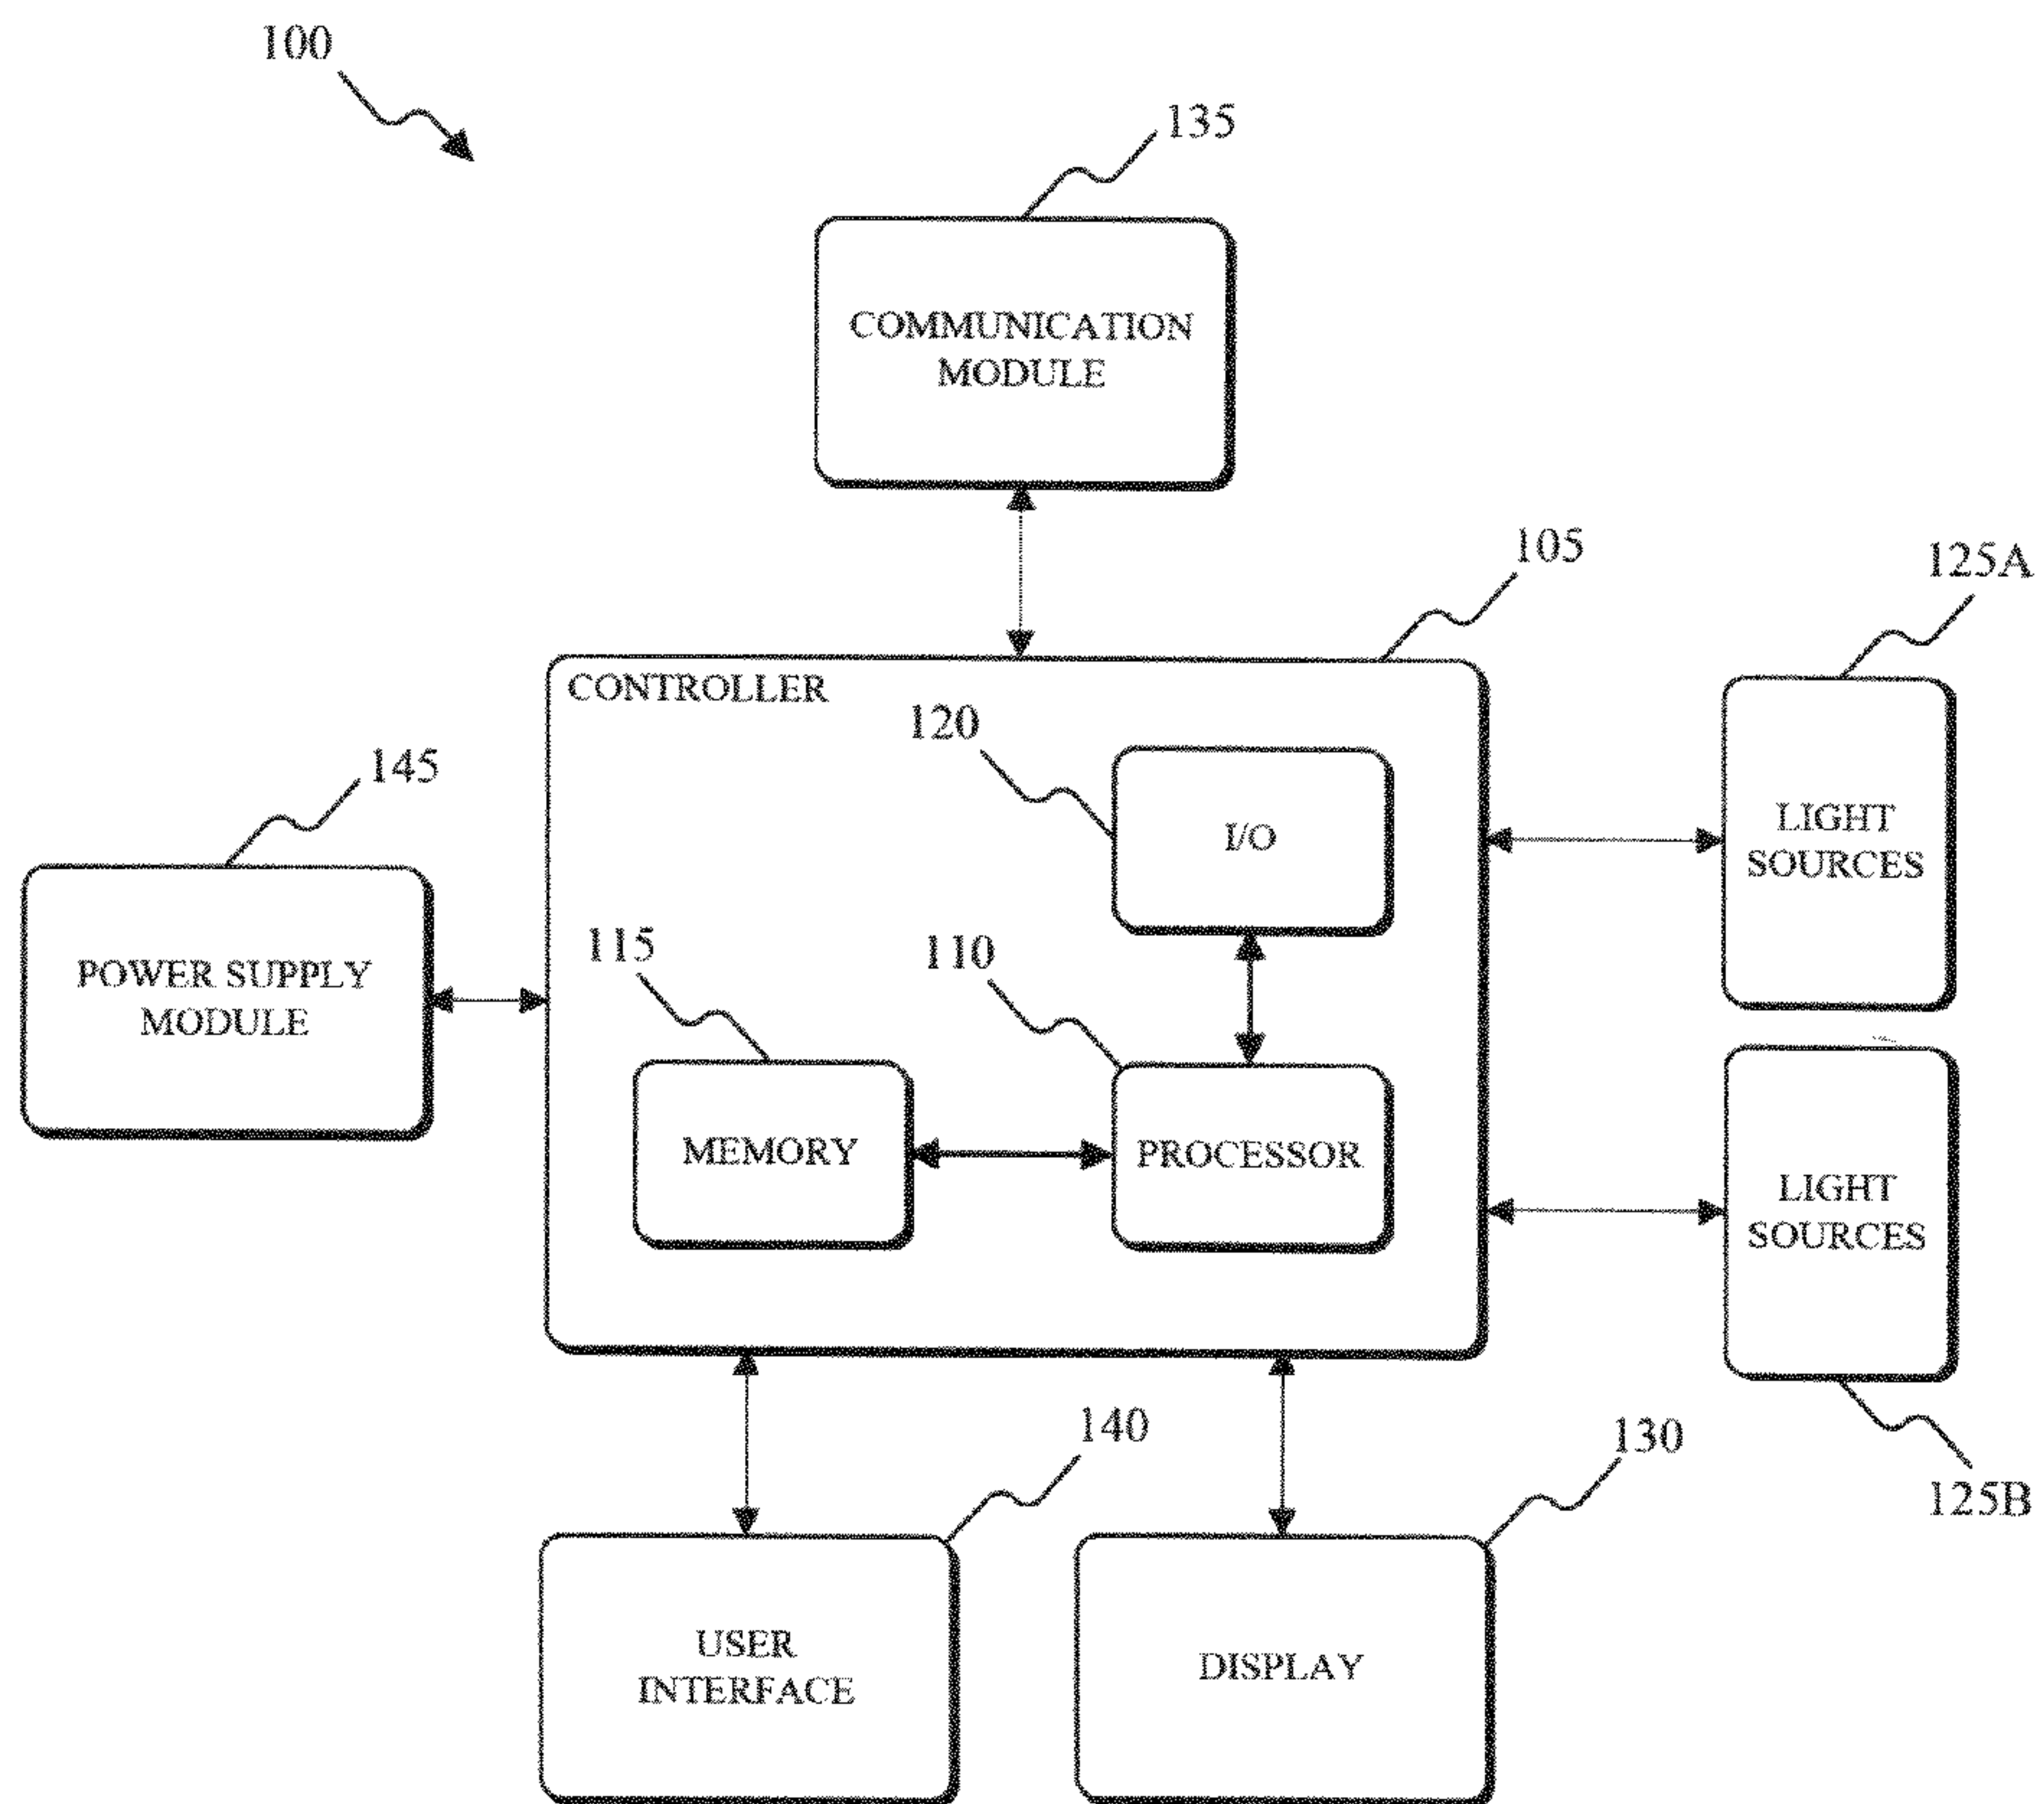 100
135
COMMUNICATION
MODULE
105
125A
CONTROLLER
120
145
I/O
LIGHT
SOURCES
115
110
POWER SUPPLY
MODULE
MEMORY
PROCESSOR
LIGHT
SOURCES
140
130
125B
USER
INTERFACE
DISPLAY